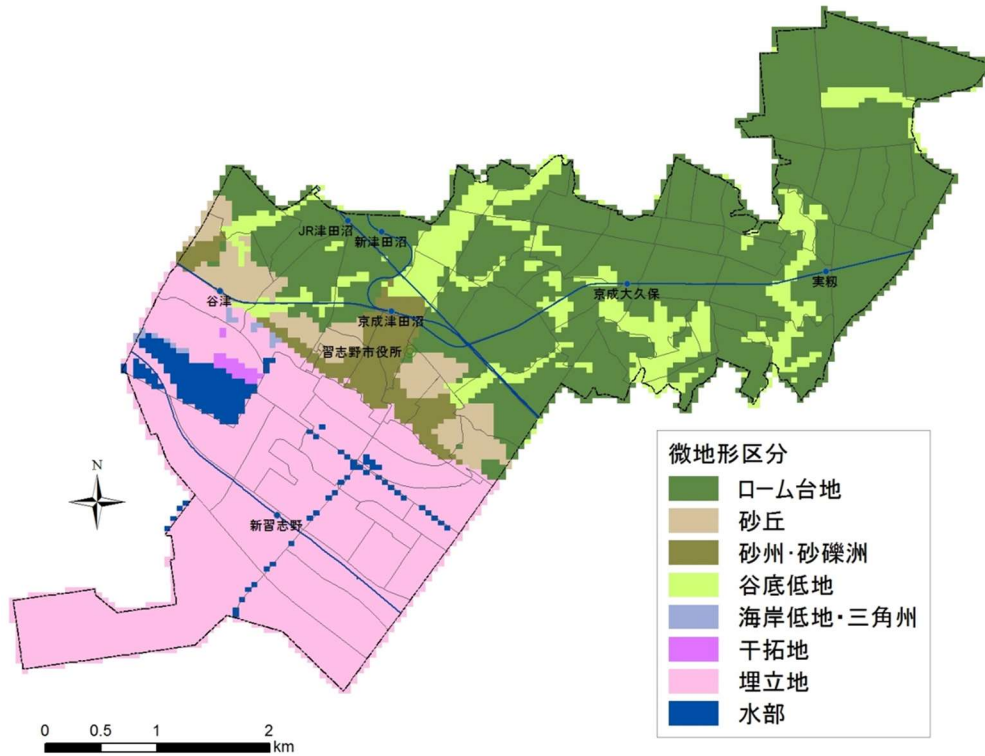 JR津田沼
新津田沼
谷津
京成津田沼
京成大久保
実籾
習志野市役所
新習志野
N
微地形区分
ローム台地
砂丘
砂州・砂礫洲
谷底低地
海岸低地・三角州
干拓地
埋立地
水部
0 0.5 1 2
km